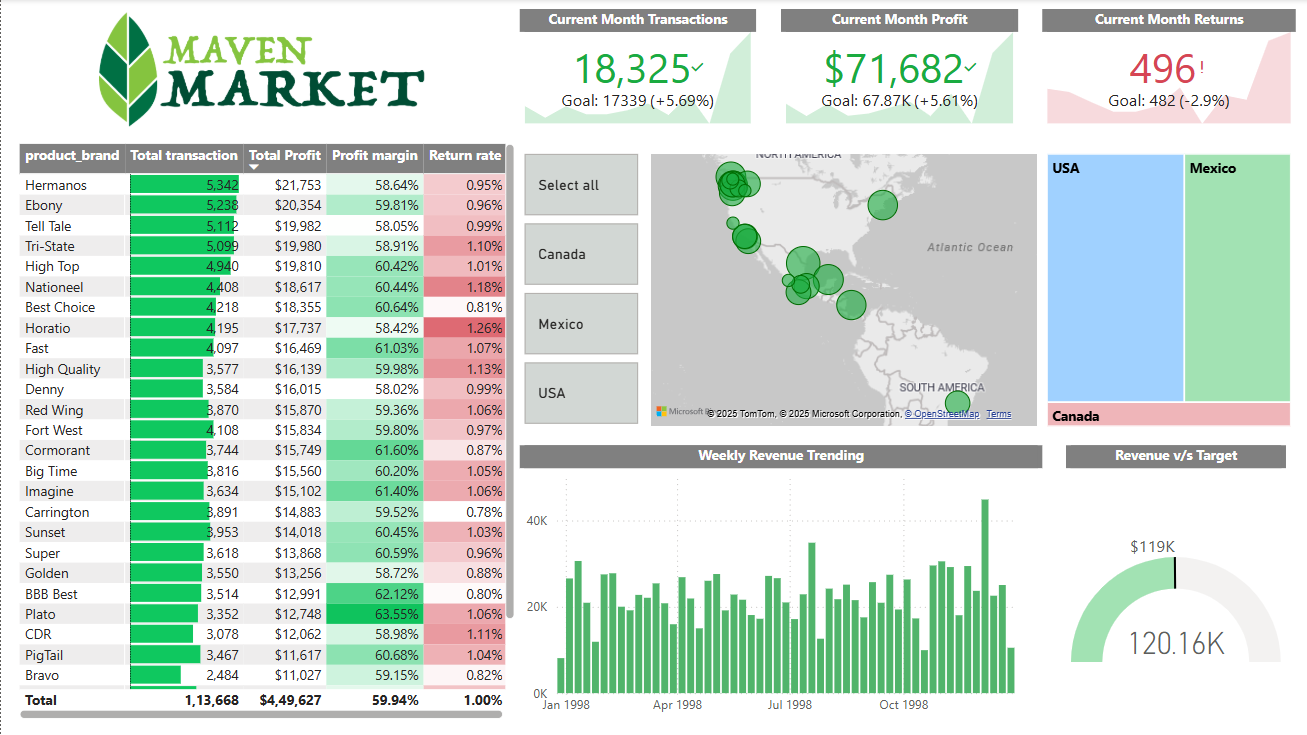 MAVEN
MARKET
Current Month Transactions
18,325
Goal: 17339 (+5.69%)
Current Month Profit
$71,682
Goal: 67.87K (+5.61%)
Current Month Returns
496!
Goal: 482 (-2.9%)
product_brand Total transaction Total Profit Profit margin Return rate
Hermanos 5,342 $21,753 58.64% 0.95%
Ebony 5,238 $20,354 59.81% 0.96%
Tell Tale 5,112 $19,982 58.05% 0.99%
Tri-State 5,099 $19,980 58.91% 1.10%
High Top 4,940 $19,810 60.42% 1.01%
Nationeel 4,408 $18,617 60.44% 1.18%
Best Choice 4,218 $18,355 60.64% 0.81%
Horatio 4,195 $17,737 58.42% 1.26%
Fast 4,097 $16,469 61.03% 1.07%
High Quality 3,577 $16,139 59.98% 1.13%
Denny 3,584 $16,015 58.02% 0.99%
Red Wing 3,870 $15,870 59.36% 1.06%
Fort West 4,108 $15,834 59.80% 0.97%
Cormorant 3,744 $15,749 61.60% 0.87%
Big Time 3,816 $15,560 60.20% 1.05%
Imagine 3,634 $15,102 61.40% 1.06%
Carrington 3,891 $14,883 59.52% 0.78%
Sunset 3,953 $14,018 60.45% 1.03%
Super 3,618 $13,868 60.59% 0.96%
Golden 3,550 $13,256 58.72% 0.88%
BBB Best 3,514 $12,991 62.12% 0.80%
Plato 3,352 $12,748 63.55% 1.06%
CDR 3,078 $12,062 58.98% 1.11%
PigTail 3,467 $11,617 60.68% 1.04%
Bravo 2,484 $11,027 59.15% 0.82%
Total 1,13,668 $4,49,627 59.94% 1.00%
Select all
Canada
Mexico
USA
NORTH AMERICA
Atlantic Ocean
SOUTH AMERICA
Microsoft
© 2025 TomTom, © 2025 Microsoft Corporation, © OpenStreetMap Terms
USA
Mexico
Canada
Weekly Revenue Trending
40K
20K
0K
Jan 1998 Apr 1998 Jul 1998 Oct 1998
Revenue v/s Target
$119K
120.16K